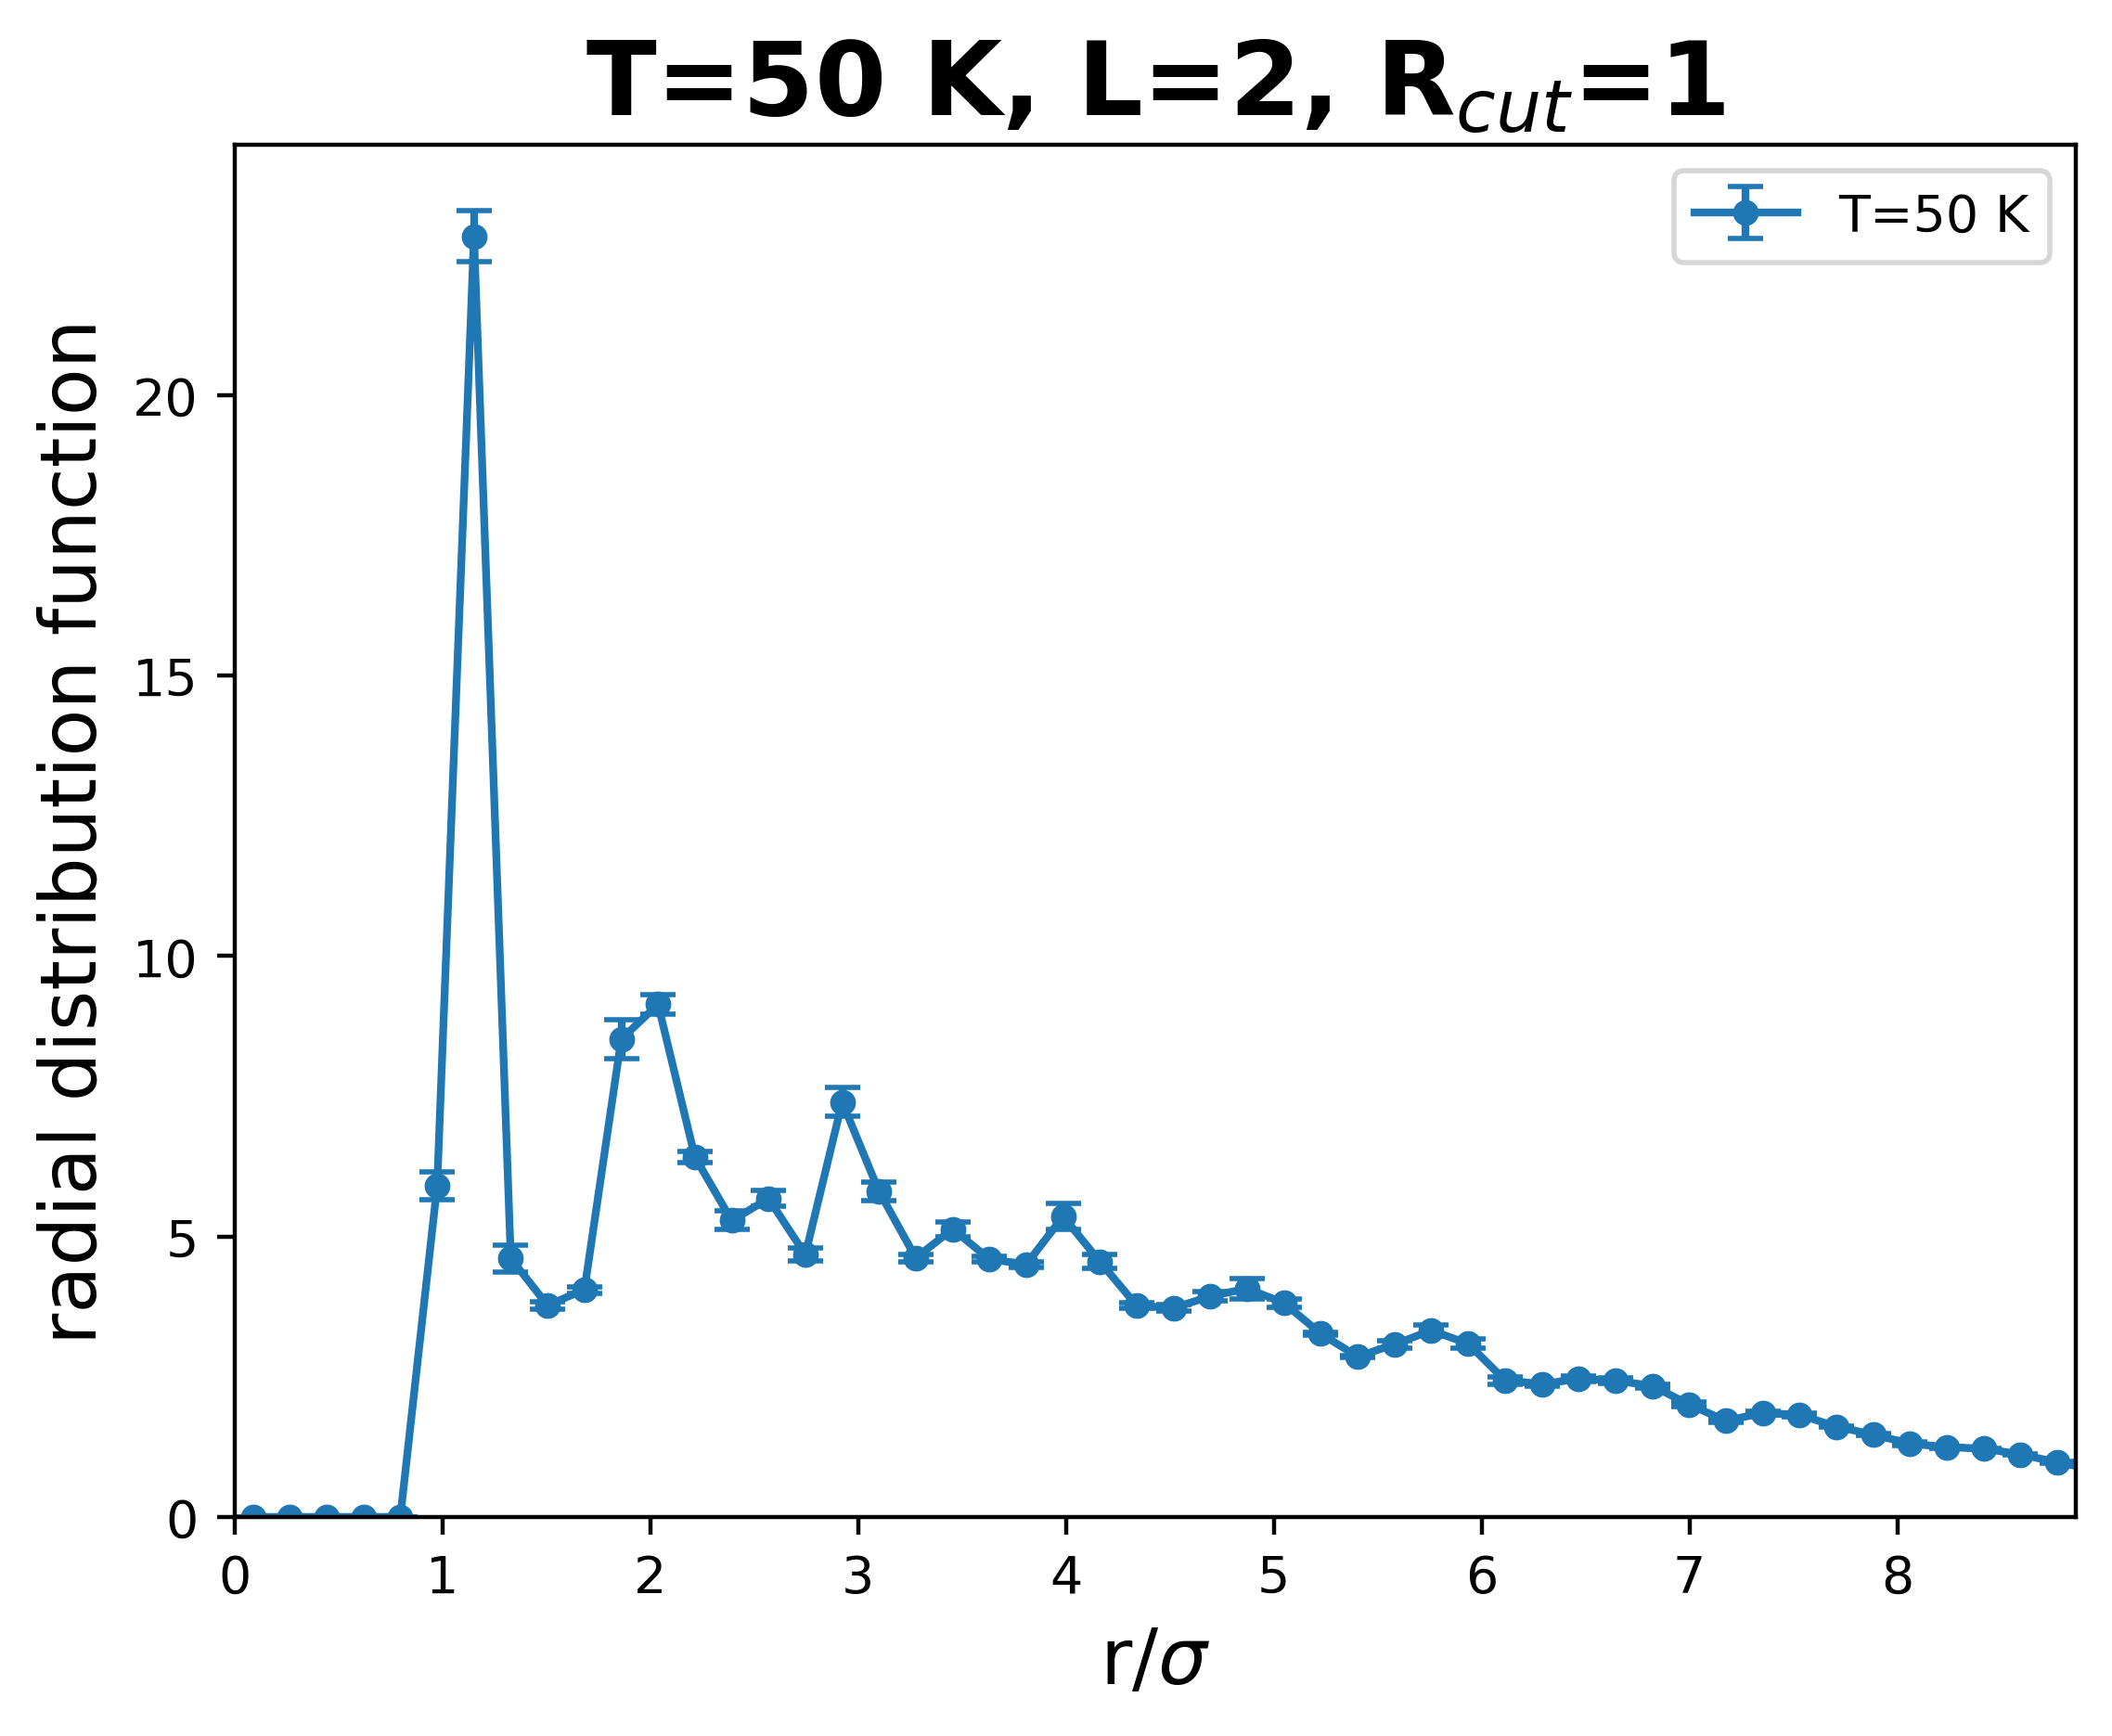 T=50 K, L=2, R_cut=1
T=50 K
radial distribution function
20
15
10
5
0
0 1 2 3 4 5 6 7 8
r/σ